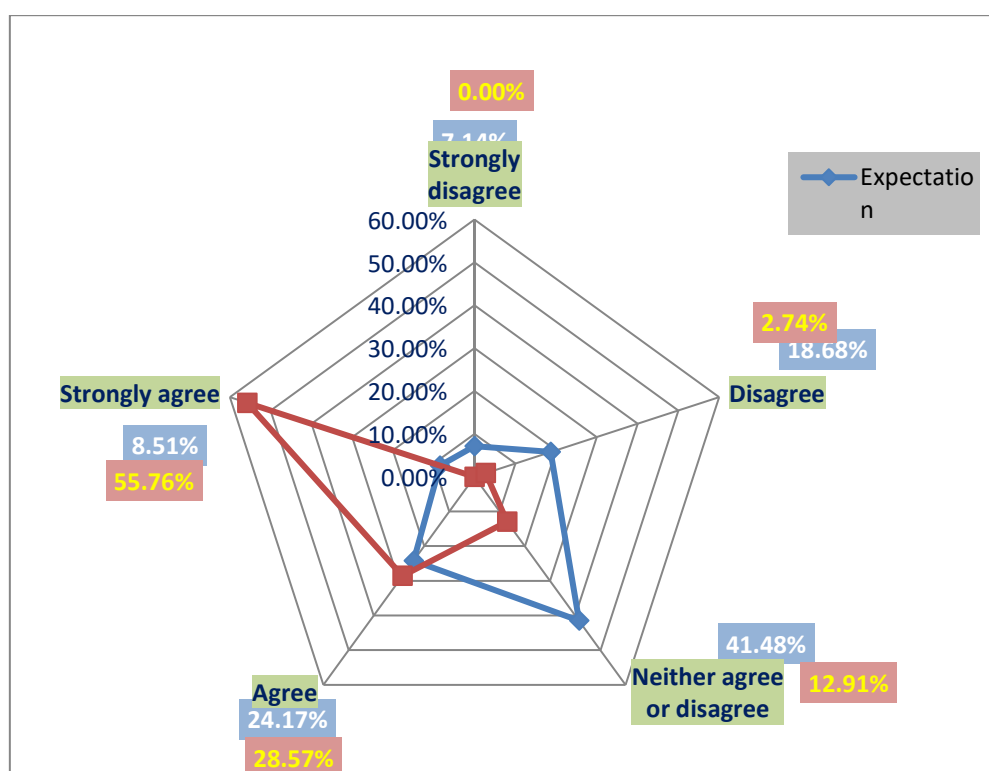 0.00%
7.14%
Strongly
disagree
Expectatio
n
60.00%
50.00%
40.00%
30.00%
20.00%
10.00%
0.00%
2.74%
18.68%
Disagree
Strongly agree
8.51%
55.76%
41.48%
Neither agree
or disagree
12.91%
Agree
24.17%
28.57%